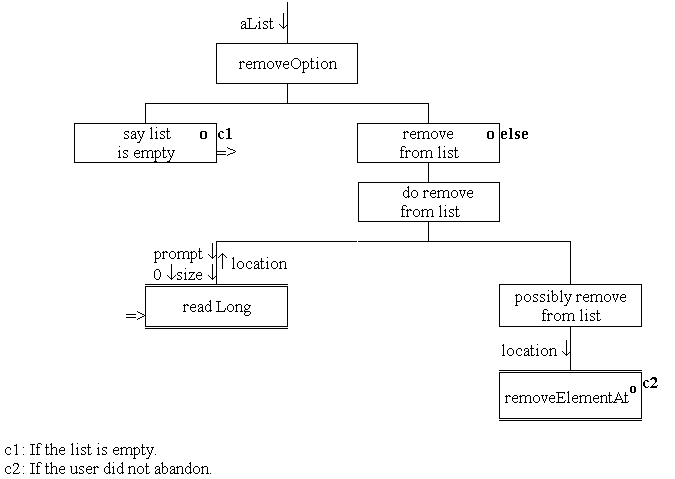 aList ↓
removeOption
say list o c1
is empty =>
remove o else
from list
do remove
from list
prompt ↓
↑ location
0 ↓ size ↓
read Long
=>
possibly remove
from list
location ↓
removeElementAt o c2
c1: If the list is empty.
c2: If the user did not abandon.